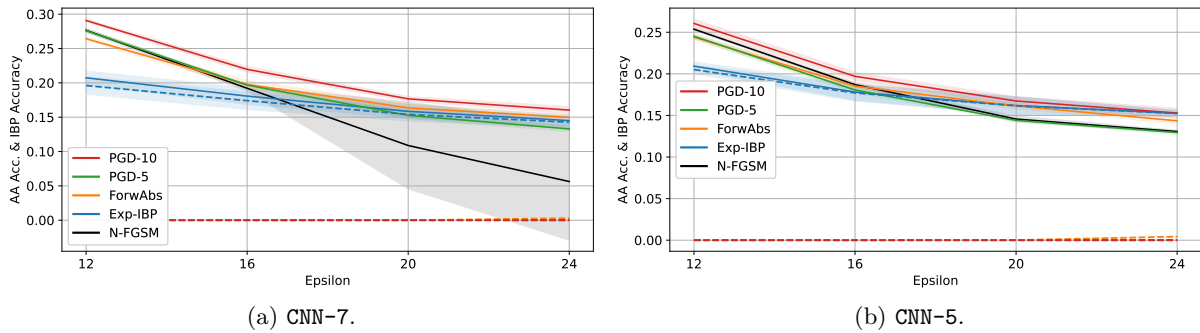 AA Acc. & IBP Accuracy
0.30
0.25
0.20
0.15
0.10
0.05
0.00
PGD-10
PGD-5
ForwAbs
Exp-IBP
N-FGSM
12 16 20 24
Epsilon
(a) CNN-7.
AA Acc. & IBP Accuracy
0.25
0.20
0.15
0.10
0.05
0.00
PGD-10
PGD-5
ForwAbs
Exp-IBP
N-FGSM
12 16 20 24
Epsilon
(b) CNN-5.